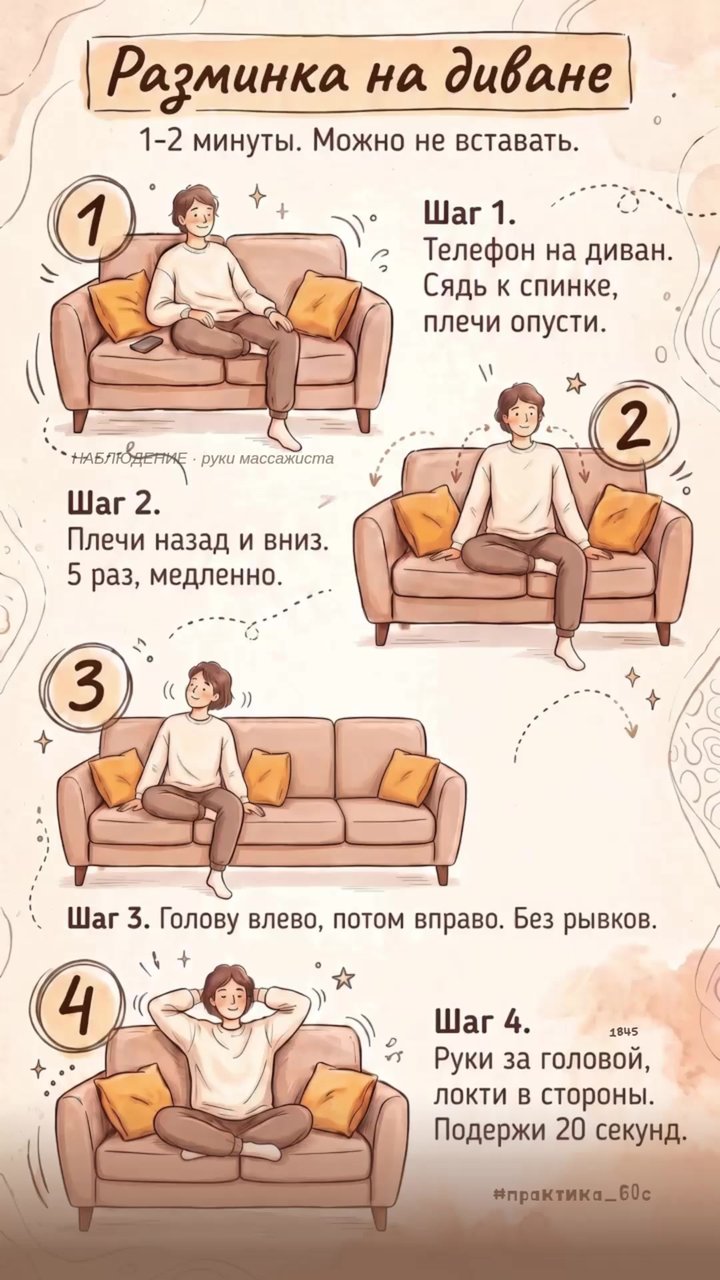 Разминка на диване
1-2 минуты. Можно не вставать.
1
Шаг 1.
Телефон на диван.
Сядь к спинке,
плечи опусти.
2
НАБЛЮДЕНИЕ · руки массажиста
Шаг 2.
Плечи назад и вниз.
5 раз, медленно.
3
Шаг 3. Голову влево, потом вправо. Без рывков.
4
Шаг 4.
1845
Руки за головой,
локти в стороны.
Подержи 20 секунд.
#практика_60с